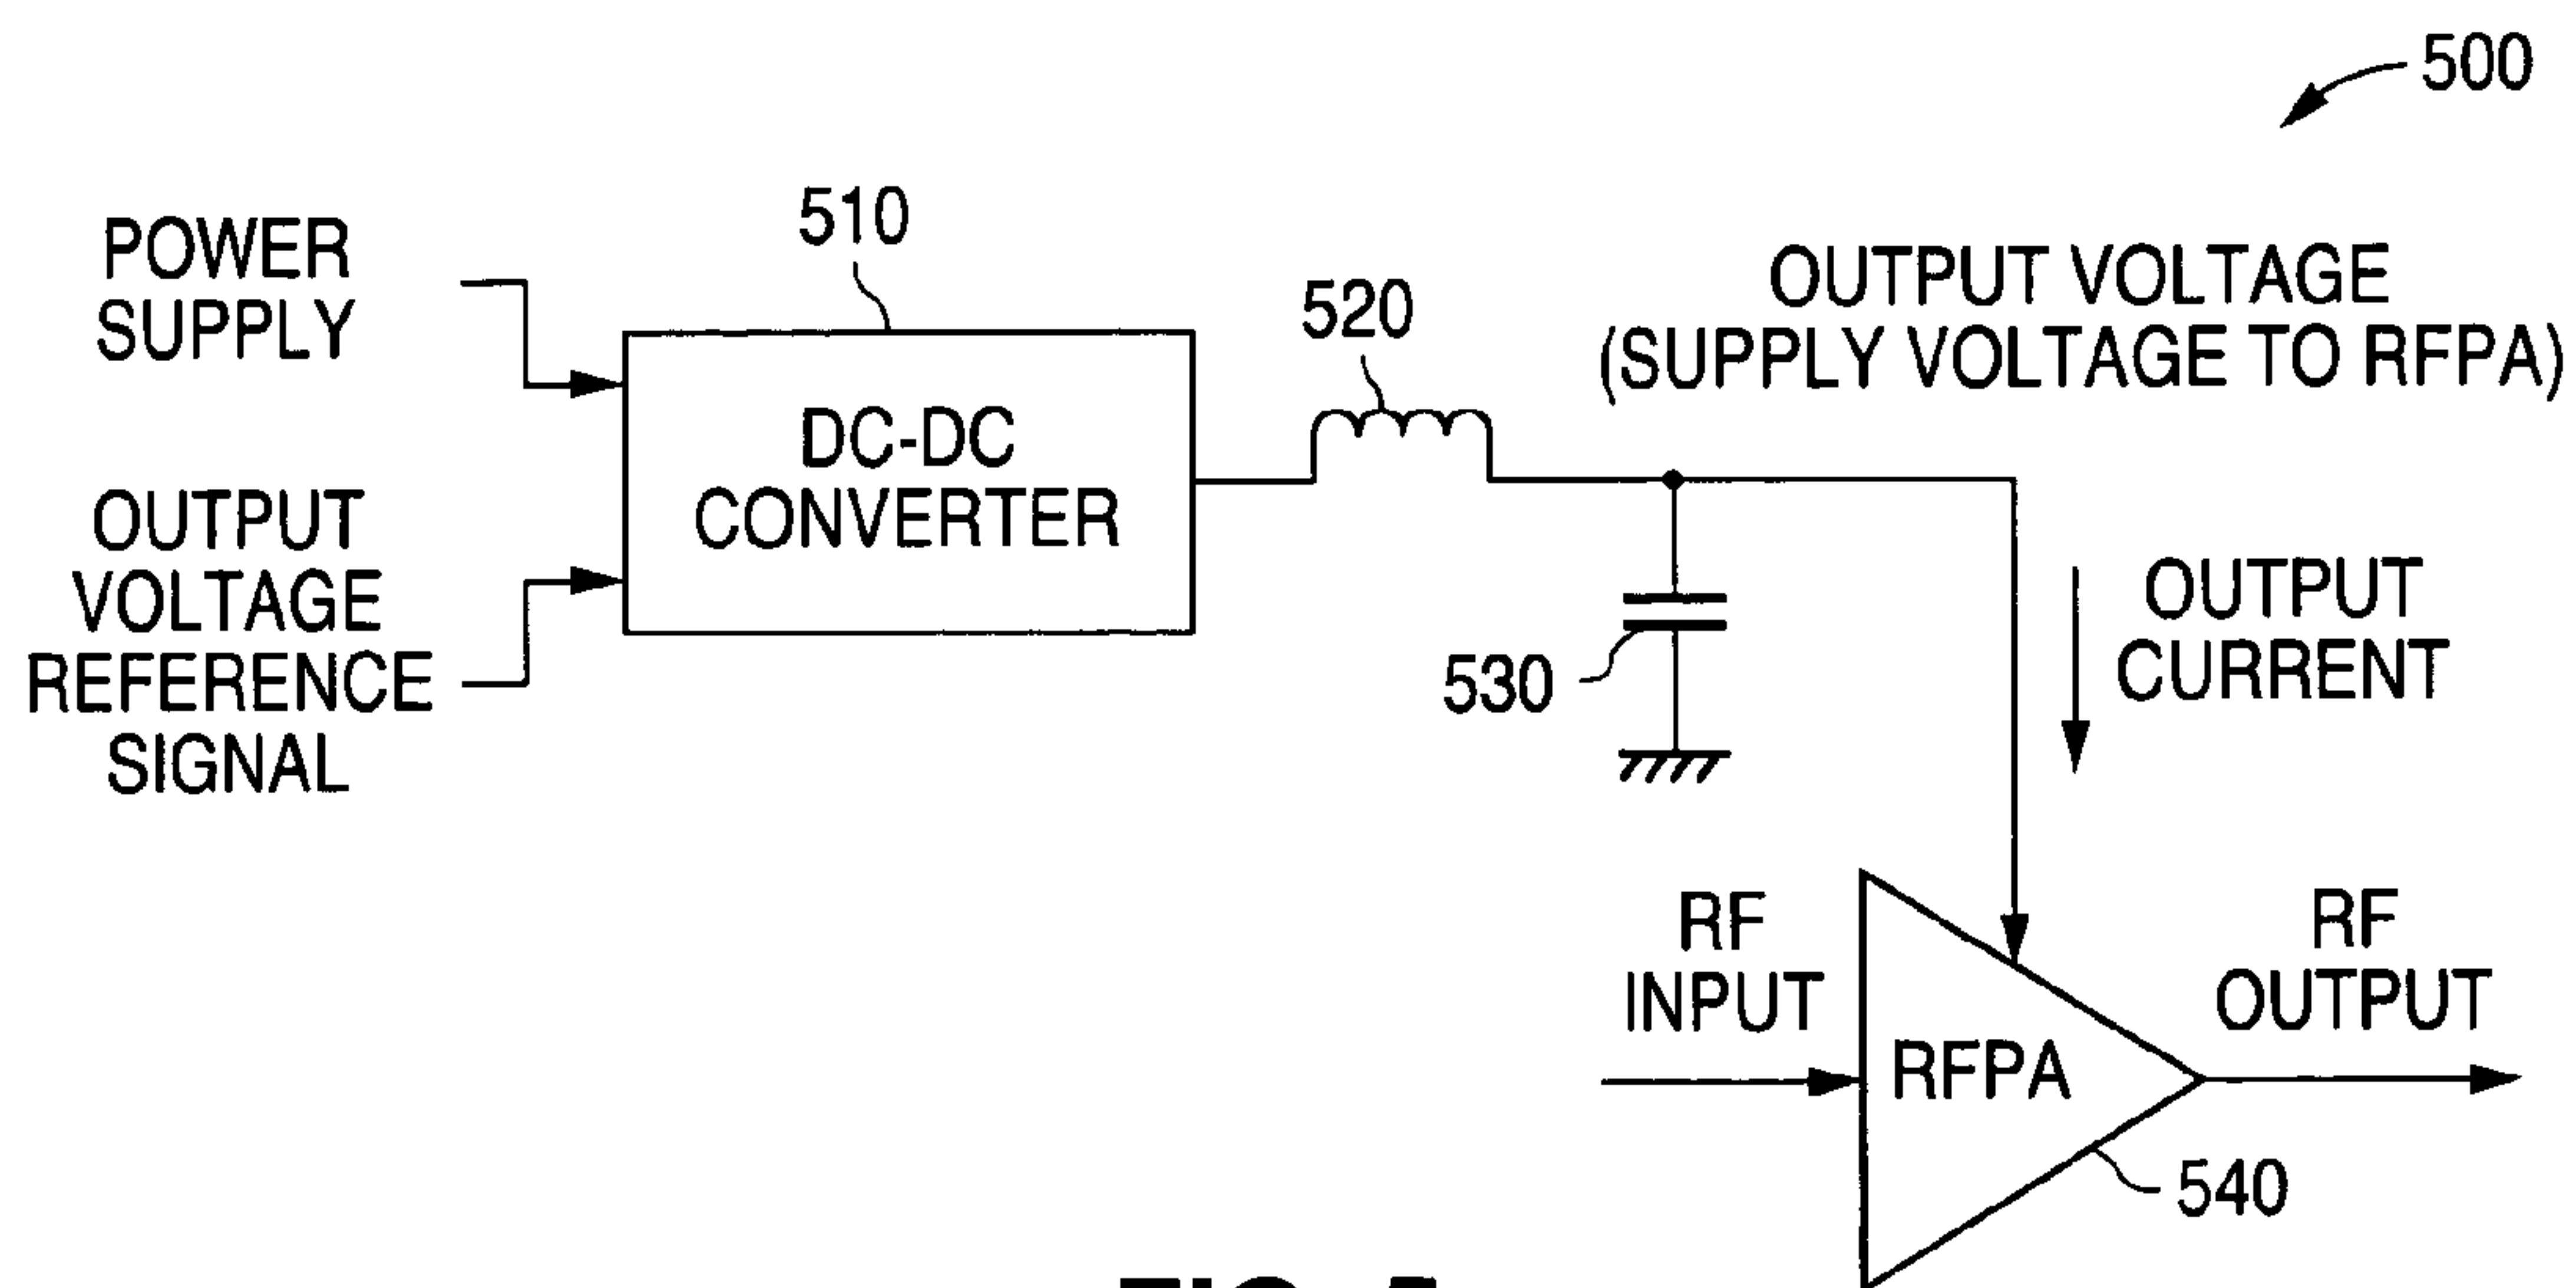 500
POWER
SUPPLY
510
520
OUTPUT VOLTAGE
(SUPPLY VOLTAGE TO RFPA)
DC-DC
CONVERTER
OUTPUT
VOLTAGE
REFERENCE
SIGNAL
530
OUTPUT
CURRENT
RF
INPUT
RFPA
RF
OUTPUT
540